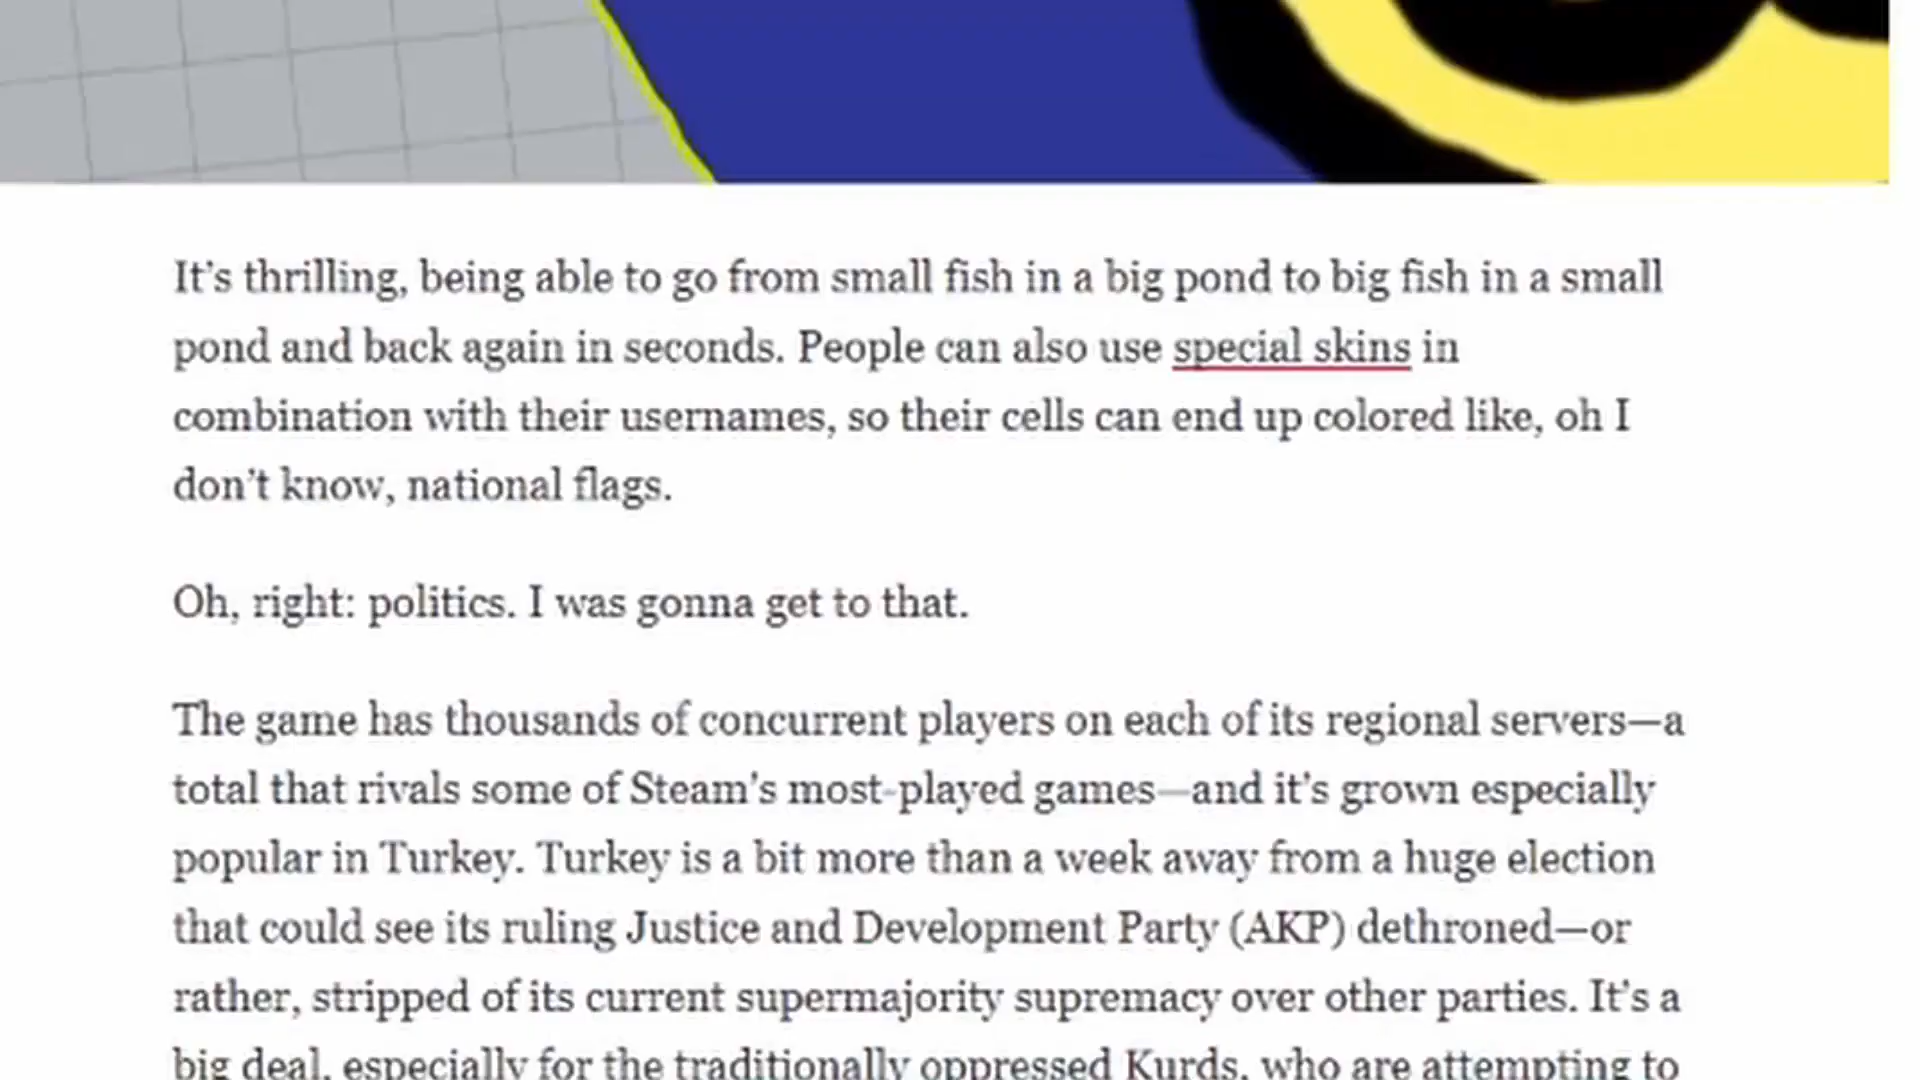 It's thrilling, being able to go from small fish in a big pond to big fish in a small
pond and back again in seconds. People can also use special skins in
combination with their usernames, so their cells can end up colored like, oh I
don't know, national flags.
Oh, right: politics. I was gonna get to that.
The game has thousands of concurrent players on each of its regional servers—a
total that rivals some of Steam's most-played games—and it's grown especially
popular in Turkey. Turkey is a bit more than a week away from a huge election
that could see its ruling Justice and Development Party (AKP) dethroned—or
rather, stripped of its current supermajority supremacy over other parties. It's a
big deal, especially for the traditionally oppressed Kurds, who are attempting to